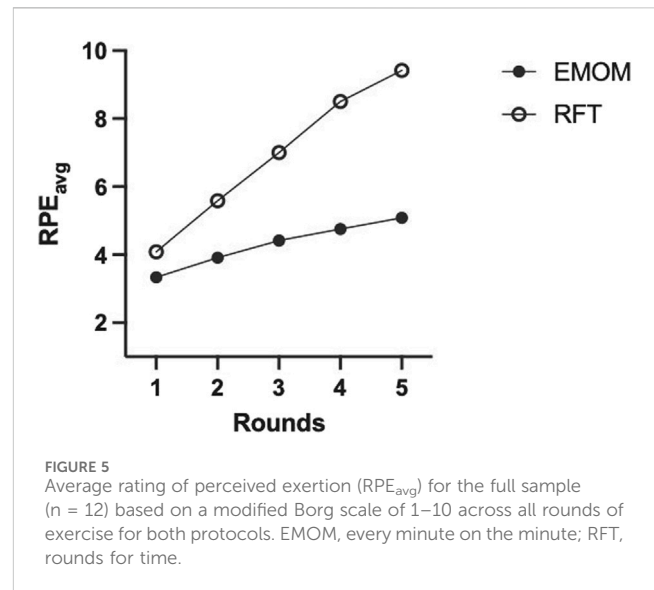 10
8
6
4
2
RPEavg
1 2 3 4 5
Rounds
EMOM
RFT
FIGURE 5
Average rating of perceived exertion (RPEavg) for the full sample
(n = 12) based on a modified Borg scale of 1–10 across all rounds of
exercise for both protocols. EMOM, every minute on the minute; RFT,
rounds for time.